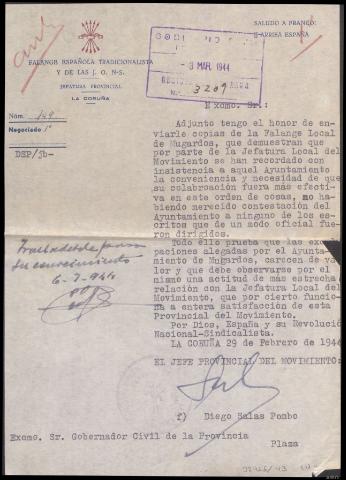 SALUDO A FRANCO:
¡¡ARRIBA ESPAÑA!!
FALANGE ESPAÑOLA TRADICIONALISTA
Y DE LAS J. O. N-S.
JEFATURA PROVINCIAL
LA CORUÑA
- 3 MAR. 1944
N.º 3209
Núm. 149
Negociado 1º
DSP/Jb-
Excmo. Sr.:
Adjunto tengo el honor de en-
viarle copias de la Falange Local
de Mugardos, que demuestran que
por parte de la Jefatura Local del
Movimiento se han recordado con
insistencia a aquel Ayuntamiento
la conveniencia y necesidad de que
su colaboración fuera más efecti-
va en este orden de cosas, no ha-
biendo merecido contestación del
Ayuntamiento a ninguno de los es-
critos que de un modo oficial fue-
ron dirigidos.
Todo ello prueba que las excul-
paciones alegadas por el Ayunta-
miento de Mugardos, carecen de va-
lor y que debe observarse por el
mismo una actitud de más estrecha
relación con la Jefatura Local del
Movimiento, que por cierto funcio-
na a entera satisfacción de esta
Provincial del Movimiento.
Por Dios, España y su Revolució
Nacional-Sindicalista.
LA CORUÑA 29 de Febrero de 1944
EL JEFE PROVINCIAL DEL MOVIMIENTO:
su conocimiento
6-3-944
f) Diego Salas Pombo
Excmo. Sr. Gobernador Civil de la Provincia
Plaza